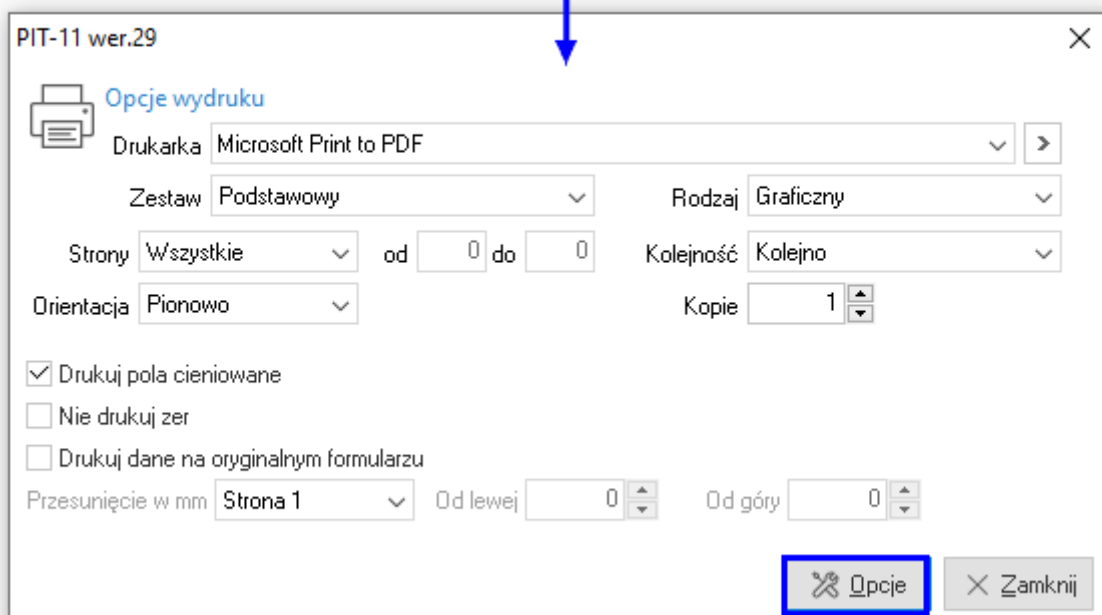 PIT-11 wer.29
Opcje wydruku
Drukarka Microsoft Print to PDF
Zestaw Podstawowy Rodzaj Graficzny
Strony Wszystkie od 0 do 0 Kolejność Kolejno
Orientacja Pionowo Kopie 1
Drukuj pola cieniowane
Nie drukuj zer
Drukuj dane na oryginalnym formularzu
Przesunięcie w mm Strona 1 Od lewej 0 Od góry 0
Opcje Zamknij